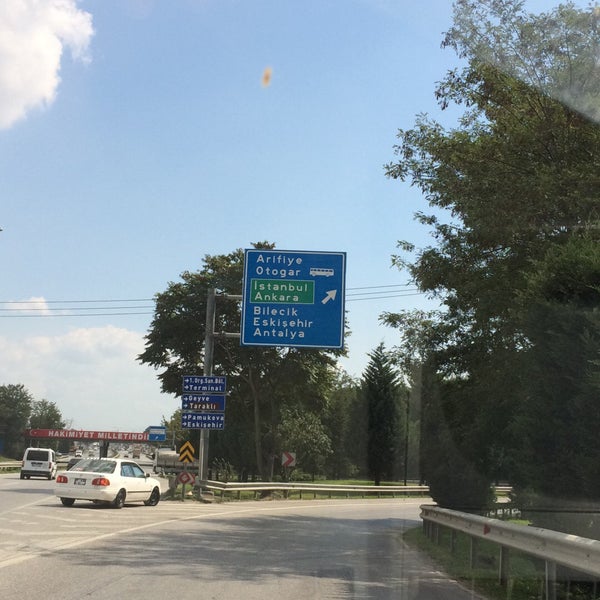 Arifiye
Otogar
İstanbul
Ankara
Bilecik
Eskişehir
Antalya
1.Org.San.Böl.
Terminal
Geyve
Taraklı
Pamukova
Eskişehir
HAKİMİYET MİLLETİNDİR